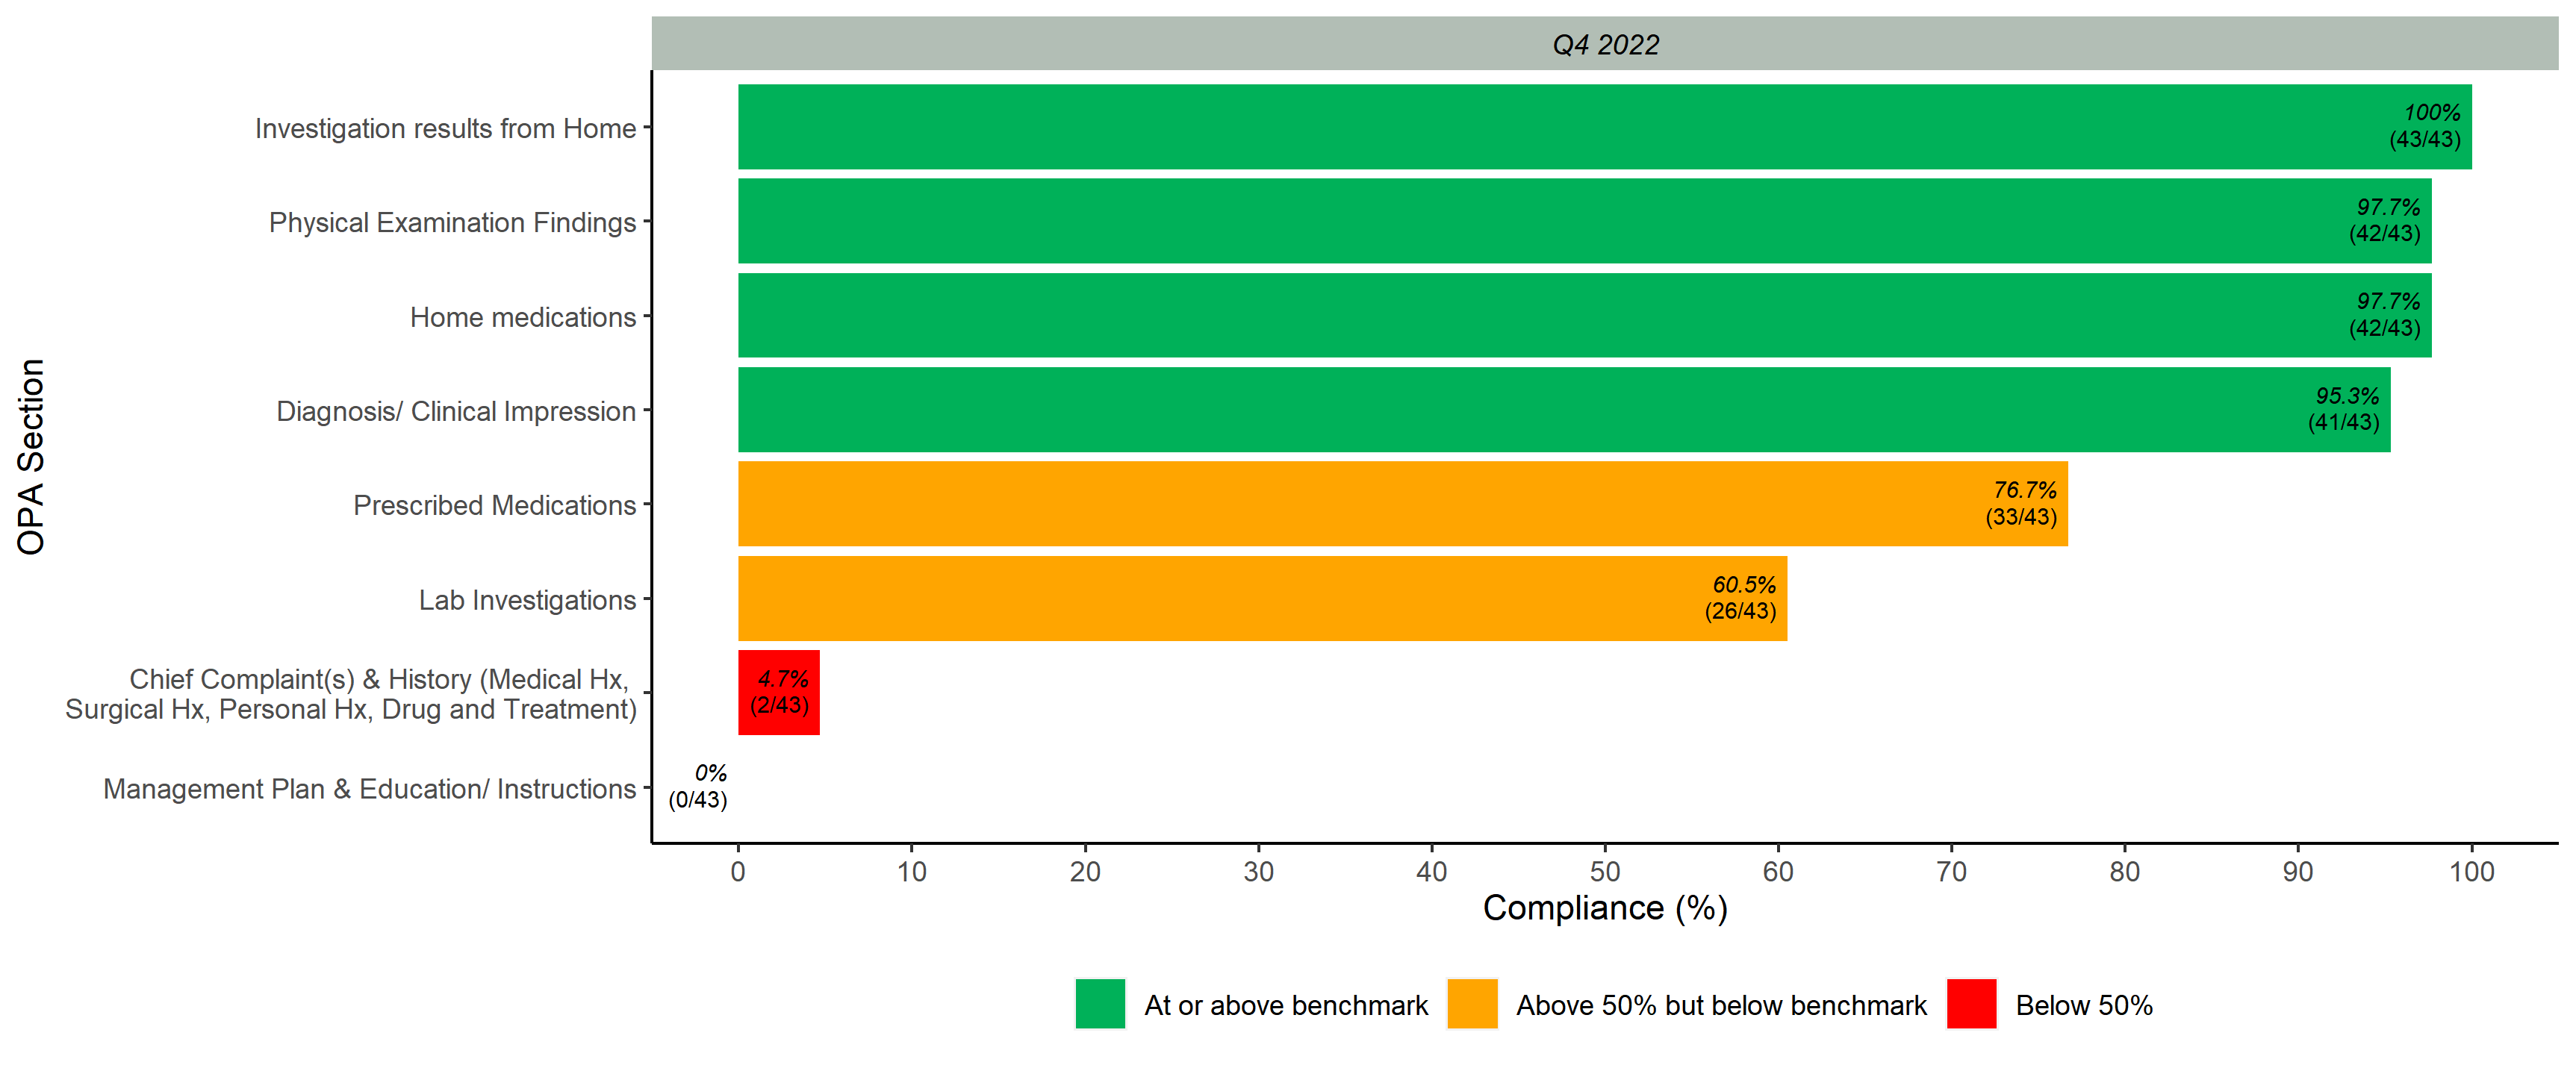 Q4 2022
Investigation results from Home
100%
(43/43)
Physical Examination Findings
97.7%
(42/43)
Home medications
97.7%
(42/43)
Diagnosis/ Clinical Impression
95.3%
(41/43)
Prescribed Medications
76.7%
(33/43)
Lab Investigations
60.5%
(26/43)
Chief Complaint(s) & History (Medical Hx,
Surgical Hx, Personal Hx, Drug and Treatment)
4.7%
(2/43)
Management Plan & Education/ Instructions
0%
(0/43)
OPA Section
0 10 20 30 40 50 60 70 80 90 100
Compliance (%)
At or above benchmark Above 50% but below benchmark Below 50%